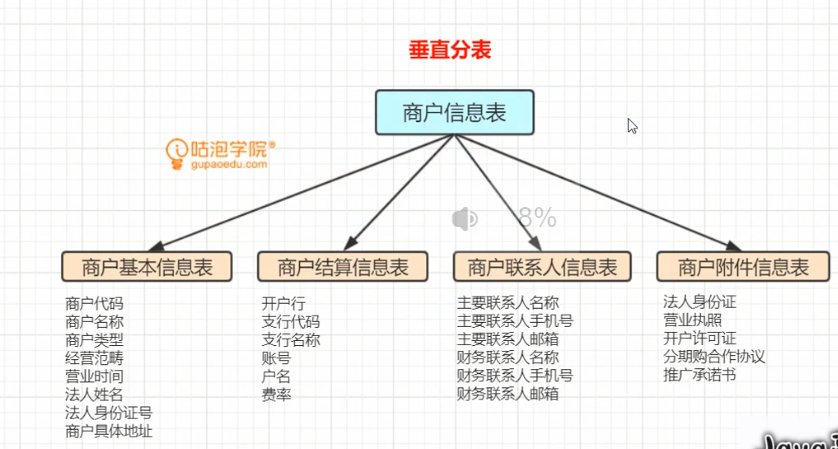 垂直分表
商户信息表
咕泡学院®
gupaoedu.com
8%
商户基本信息表
商户代码
商户名称
商户类型
经营范畴
营业时间
法人姓名
法人身份证号
商户具体地址
商户结算信息表
开户行
支行代码
支行名称
账号
户名
费率
商户联系人信息表
主要联系人名称
主要联系人手机号
主要联系人邮箱
财务联系人名称
财务联系人手机号
财务联系人邮箱
商户附件信息表
法人身份证
营业执照
开户许可证
分期购合作协议
推广承诺书